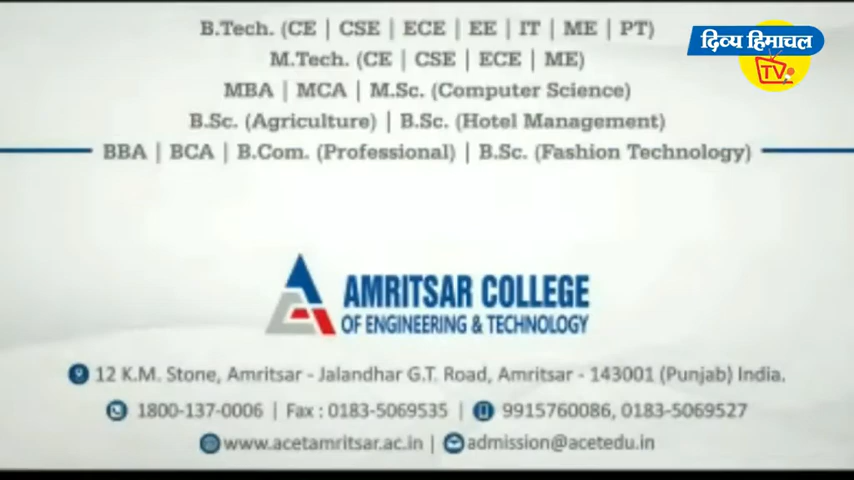 B.Tech. (CE | CSE | ECE | EE | IT | ME | PT)
दिव्य हिमाचल
TV
M.Tech. (CE | CSE | ECE | ME)
MBA | MCA | M.Sc. (Computer Science)
B.Sc. (Agriculture) | B.Sc. (Hotel Management)
BBA | BCA | B.Com. (Professional) | B.Sc. (Fashion Technology)
AMRITSAR COLLEGE
OF ENGINEERING & TECHNOLOGY
12 K.M. Stone, Amritsar - Jalandhar G.T. Road, Amritsar - 143001 (Punjab) India.
1800-137-0006 | Fax : 0183-5069535 | 9915760086, 0183-5069527
www.acetamritsar.ac.in | admission@acetedu.in